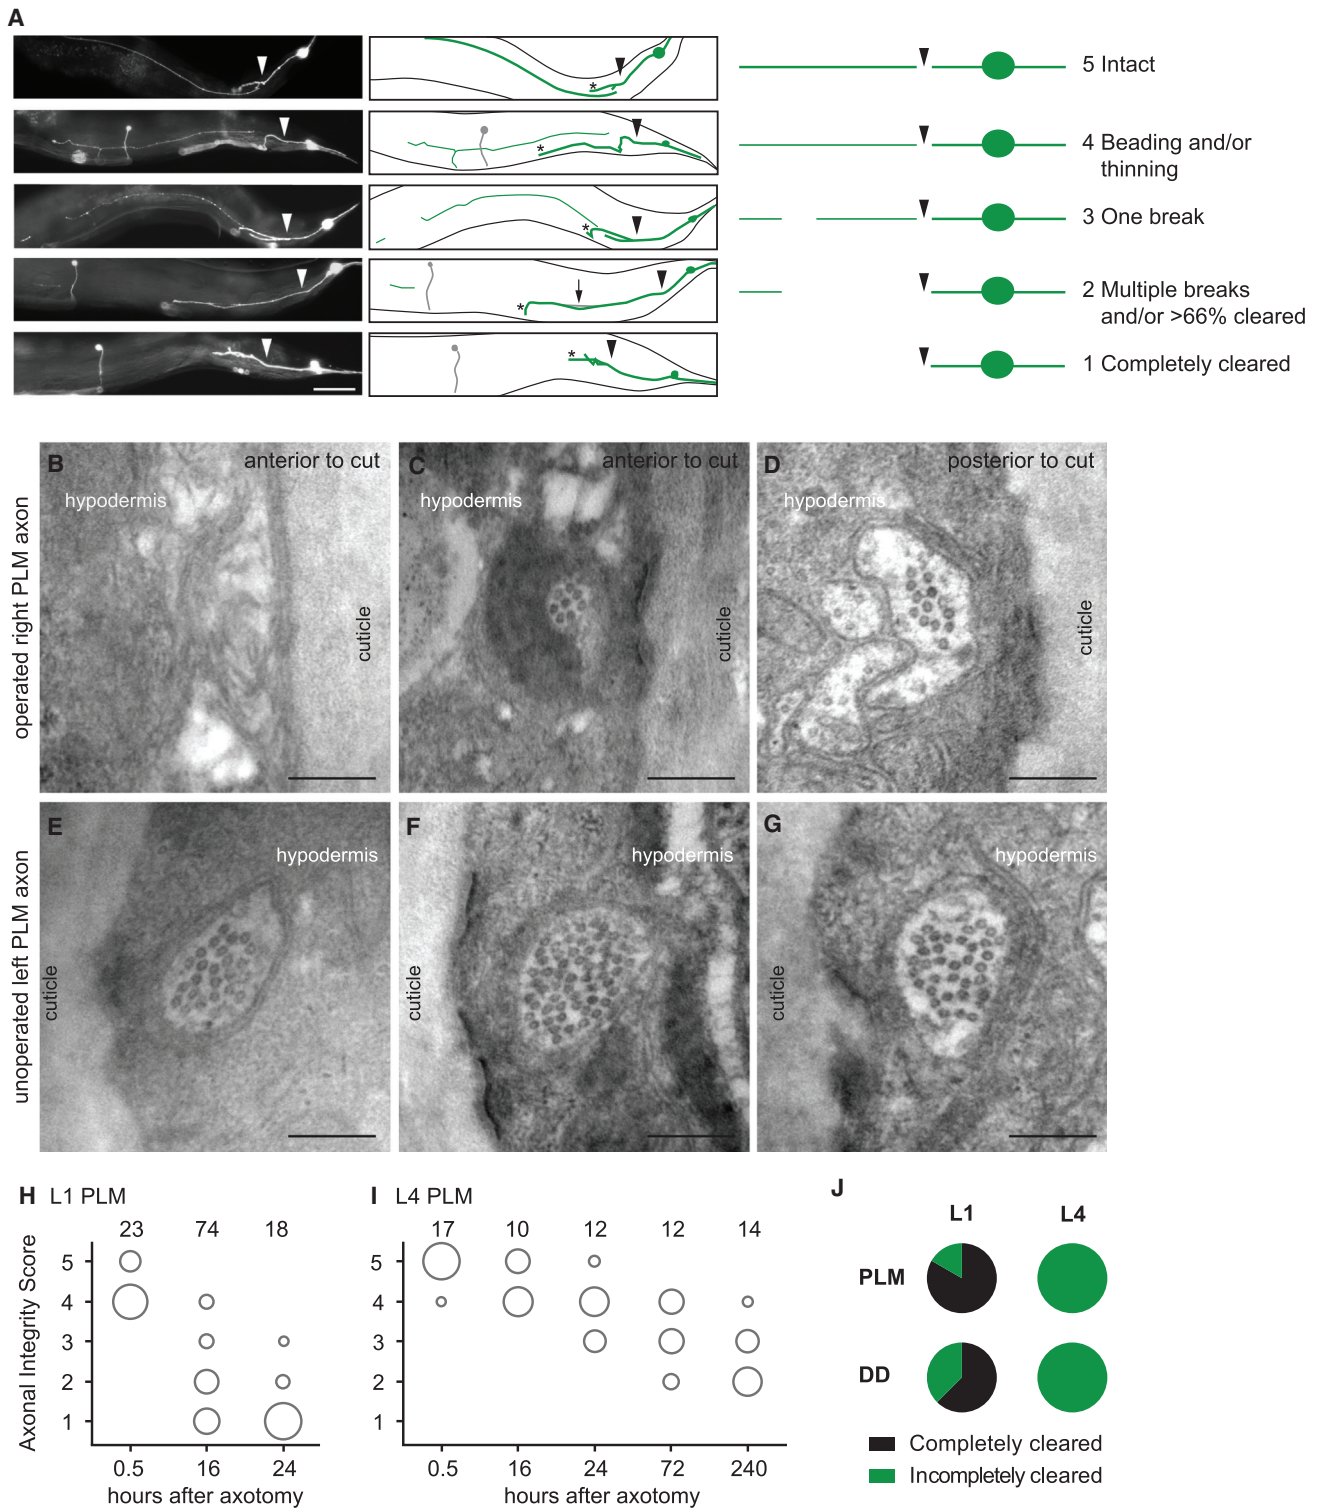 A
5 Intact
4 Beading and/or
thinning
3 One break
2 Multiple breaks
and/or >66% cleared
1 Completely cleared
*
*
*
*
*
operated right PLM axon
B
anterior to cut
hypodermis
cuticle
C
anterior to cut
hypodermis
cuticle
D
posterior to cut
hypodermis
cuticle
unoperated left PLM axon
E
hypodermis
cuticle
F
hypodermis
cuticle
G
hypodermis
cuticle
H L1 PLM
23 74 18
Axonal Integrity Score
5
4
3
2
1
0.5 16 24
hours after axotomy
I L4 PLM
17 10 12 12 14
5
4
3
2
1
0.5 16 24 72 240
hours after axotomy
J
L1 L4
PLM
DD
Completely cleared
Incompletely cleared